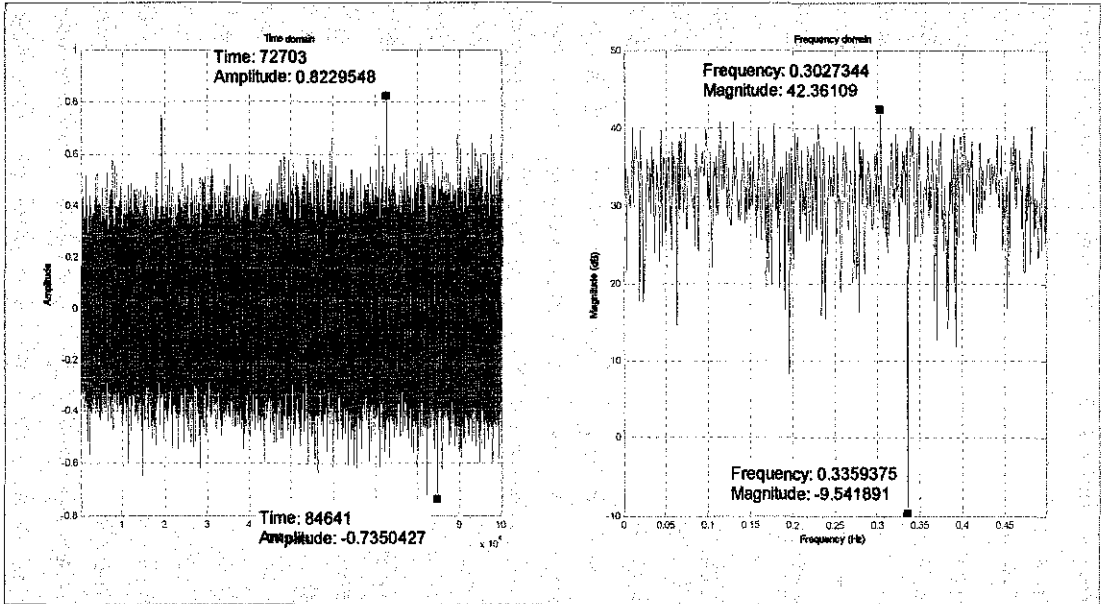 Time domain
Time: 72703
Amplitude: 0.8229548
1
0.8
0.6
0.4
0.2
0
-0.2
-0.4
-0.6
-0.8
Amplitude
1
2
3
4
9
10
x 10
Time: 84641
Amplitude: -0.7350427
Frequency domain
Frequency: 0.3027344
Magnitude: 42.36109
50
40
30
20
10
0
-10
Magnitude (dB)
Frequency: 0.3359375
Magnitude: -9.541891
0
0.05
0.1
0.15
0.2
0.25
0.3
0.35
0.4
0.45
Frequency (Hz)